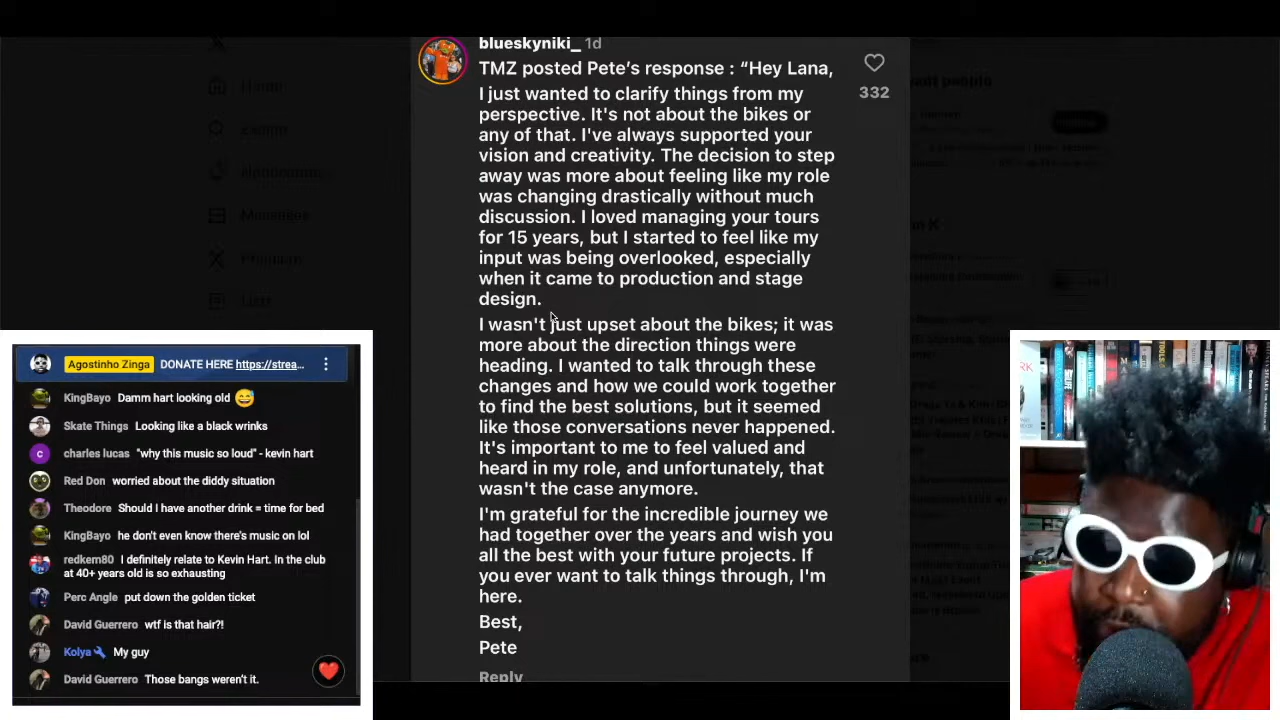 blueskyniki_ 1d
TMZ posted Pete's response : “Hey Lana,
I just wanted to clarify things from my
perspective. It's not about the bikes or
any of that. I've always supported your
vision and creativity. The decision to step
away was more about feeling like my role
was changing drastically without much
discussion. I loved managing your tours
for 15 years, but I started to feel like my
input was being overlooked, especially
when it came to production and stage
design.
I wasn't just upset about the bikes; it was
more about the direction things were
heading. I wanted to talk through these
changes and how we could work together
to find the best solutions, but it seemed
like those conversations never happened.
It's important to me to feel valued and
heard in my role, and unfortunately, that
wasn't the case anymore.
I'm grateful for the incredible journey we
had together over the years and wish you
all the best with your future projects. If
you ever want to talk things through, I'm
here.
Best,
Pete
Reply
332
Home
Lists
Agostinho Zinga DONATE HERE https://strea...
KingBayo Damm hart looking old
Skate Things Looking like a black wrinks
charles lucas "why this music so loud" - kevin hart
Red Don worried about the diddy situation
Theodore Should I have another drink = time for bed
KingBayo he don't even know there's music on lol
redkem80 I definitely relate to Kevin Hart. In the club
at 40+ years old is so exhausting
Perc Angle put down the golden ticket
David Guerrero wtf is that hair?!
Kolya My guy
David Guerrero Those bangs weren't it.